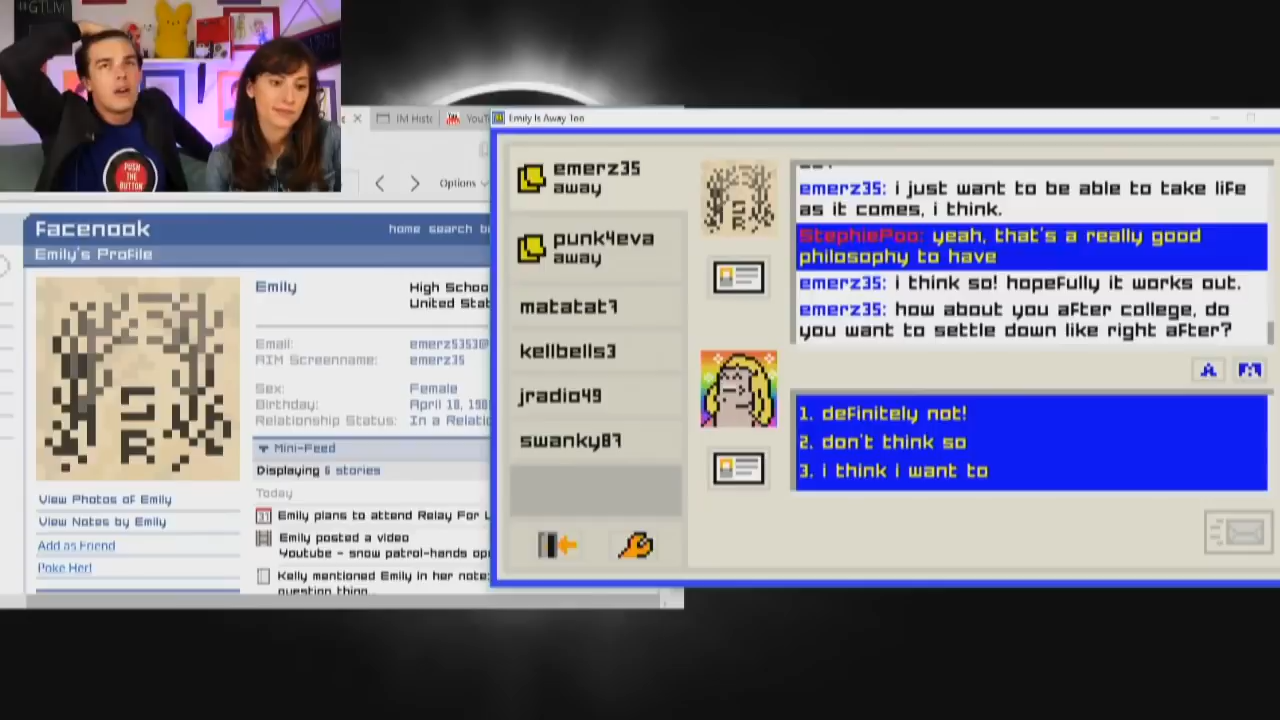 #GTLIV
PUSH
THE
BUTTON
IM Histo
YouT
Options
Facenook
home search
Emily's Profile
Emily
High Schoo
United Stat
Email:
emerz5353@
AIM Screenname:
emerz35
Sex:
Female
Birthday:
April 18, 198
Relationship Status:
In a Relatio
Mini-Feed
Displaying 6 stories
Today
Emily plans to attend Relay For L
Emily posted a video
Youtube - snow patrol-hands ope
Kelly mentioned Emily in her note:
question thing...
View Photos of Emily
View Notes by Emily
Add as Friend
Poke Her!
Emily Is Away Too
emerz35
away
punk4eva
away
matatat7
kellbells3
jradio49
swanky87
emerz35: i just want to be able to take life
as it comes, i think.
StephiePoo: yeah, that's a really good
philosophy to have
emerz35: i think so! hopefully it works out.
emerz35: how about you after college, do
you want to settle down like right after?
A
1. definitely not!
2. don't think so
3. i think i want to